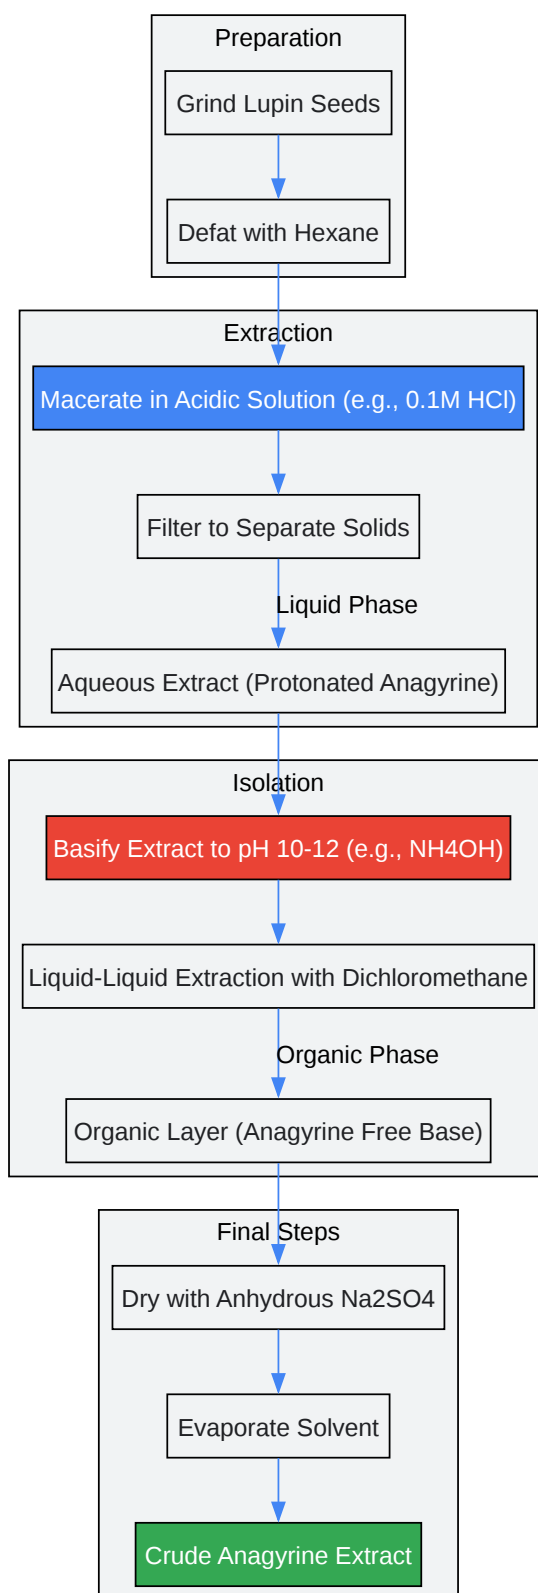 Preparation
Grind Lupin Seeds
Defat with Hexane
Extraction
Macerate in Acidic Solution (e.g., 0.1M HCl)
Filter to Separate Solids
Liquid Phase
Aqueous Extract (Protonated Anagyrine)
Isolation
Basify Extract to pH 10-12 (e.g., NH4OH)
Liquid-Liquid Extraction with Dichloromethane
Organic Phase
Organic Layer (Anagyrine Free Base)
Final Steps
Dry with Anhydrous Na2SO4
Evaporate Solvent
Crude Anagyrine Extract